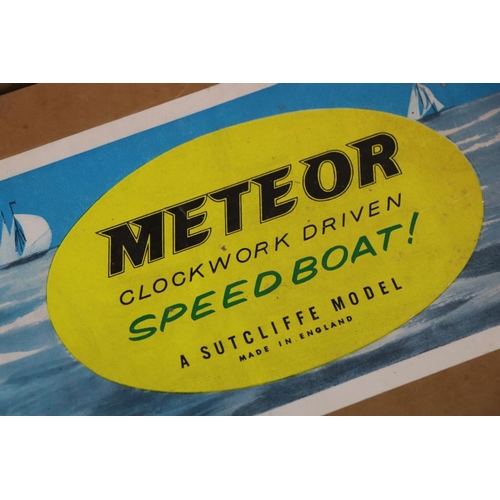 METEOR
CLOCKWORK DRIVEN
SPEEDBOAT!
A SUTCLIFFE MODEL
MADE IN ENGLAND